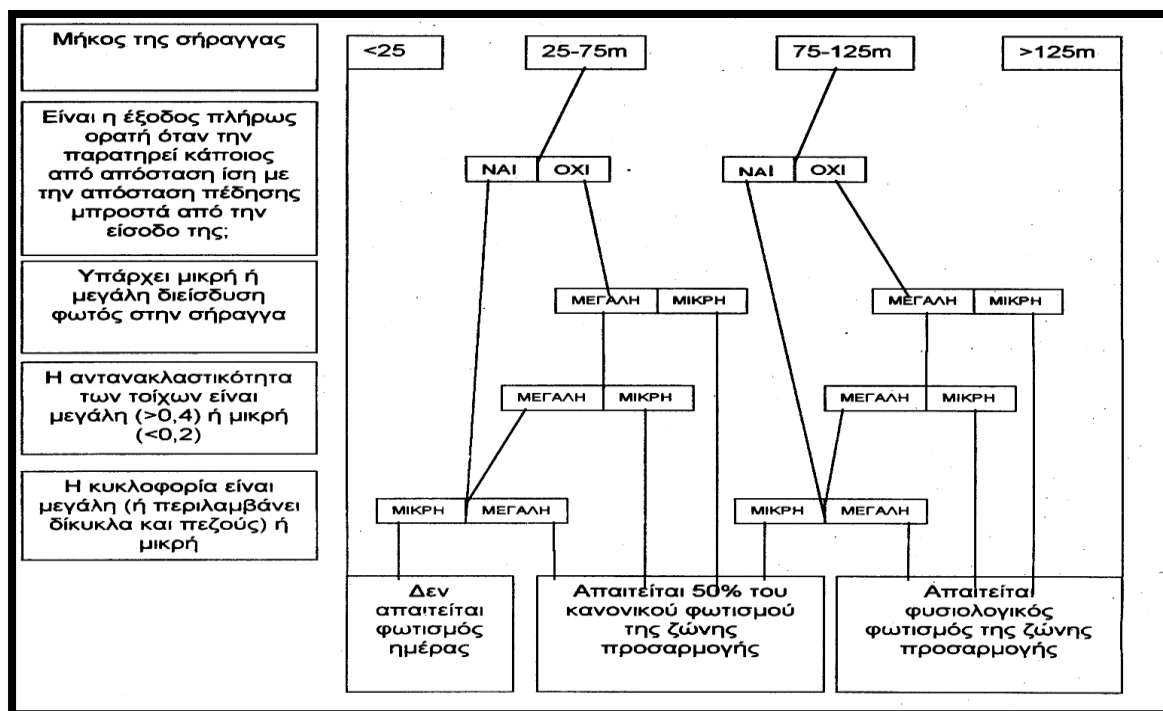 Μήκος της σήραγγας
<25
25-75m
75-125m
>125m
Είναι η έξοδος πλήρως
ορατή όταν την
παρατηρεί κάποιος
από απόσταση ίση με
την απόσταση πέδησης
μπροστά από την
είσοδο της;
ΝΑΙ ΟΧΙ
ΝΑΙ ΟΧΙ
Υπάρχει μικρή ή
μεγάλη διείσδυση
φωτός στην σήραγγα
ΜΕΓΑΛΗ ΜΙΚΡΗ
ΜΕΓΑΛΗ ΜΙΚΡΗ
Η αντανακλαστικότητα
των τοίχων είναι
μεγάλη (>0,4) ή μικρή
(<0,2)
ΜΕΓΑΛΗ ΜΙΚΡΗ
ΜΕΓΑΛΗ ΜΙΚΡΗ
Η κυκλοφορία είναι
μεγάλη (ή περιλαμβάνει
δίκυκλα και πεζούς) ή
μικρή
ΜΙΚΡΗ ΜΕΓΑΛΗ
ΜΙΚΡΗ ΜΕΓΑΛΗ
Δεν
απαιτείται
φωτισμός
ημέρας
Απαιτείται 50% του
κανονικού φωτισμού
της ζώνης
προσαρμογής
Απαιτείται
φυσιολογικός
φωτισμός της ζώνης
προσαρμογής